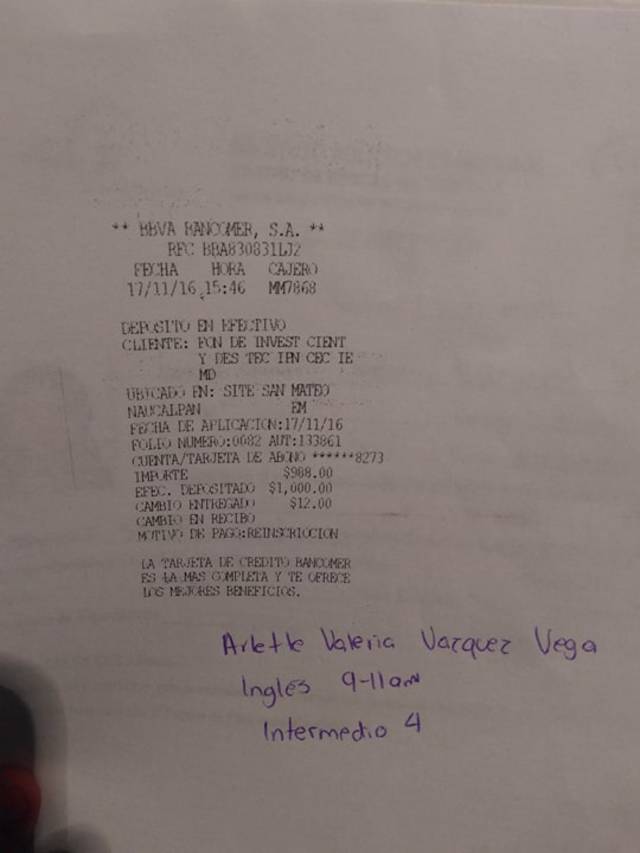 ** BBVA BANCOMER, S.A. **
RFC BBA830831LJ2
FECHA HORA CAJERO
17/11/16 15:46 MM7868
DEPOSITO EN EFECTIVO
CLIENTE: FON DE INVEST CIENT
Y DES TEC IPN CEC IE
MD
UBICADO EN: SITE SAN MATEO
NAUCALPAN EM
FECHA DE APLICACION:17/11/16
FOLIO NUMERO:0082 AUT:133861
CUENTA/TARJETA DE ABONO ******8273
IMPORTE $988.00
EFEC. DEPOSITADO $1,000.00
CAMBIO ENTREGADO $12.00
CAMBIO EN RECIBO
MOTIVO DE PAGO:REINSCRIOCION
LA TARJETA DE CREDITO BANCOMER
ES LA MAS COMPLETA Y TE OFRECE
LOS MEJORES BENEFICIOS.
Arlette Valeria Vazquez Vega
Ingles 9-11am
Intermedio 4